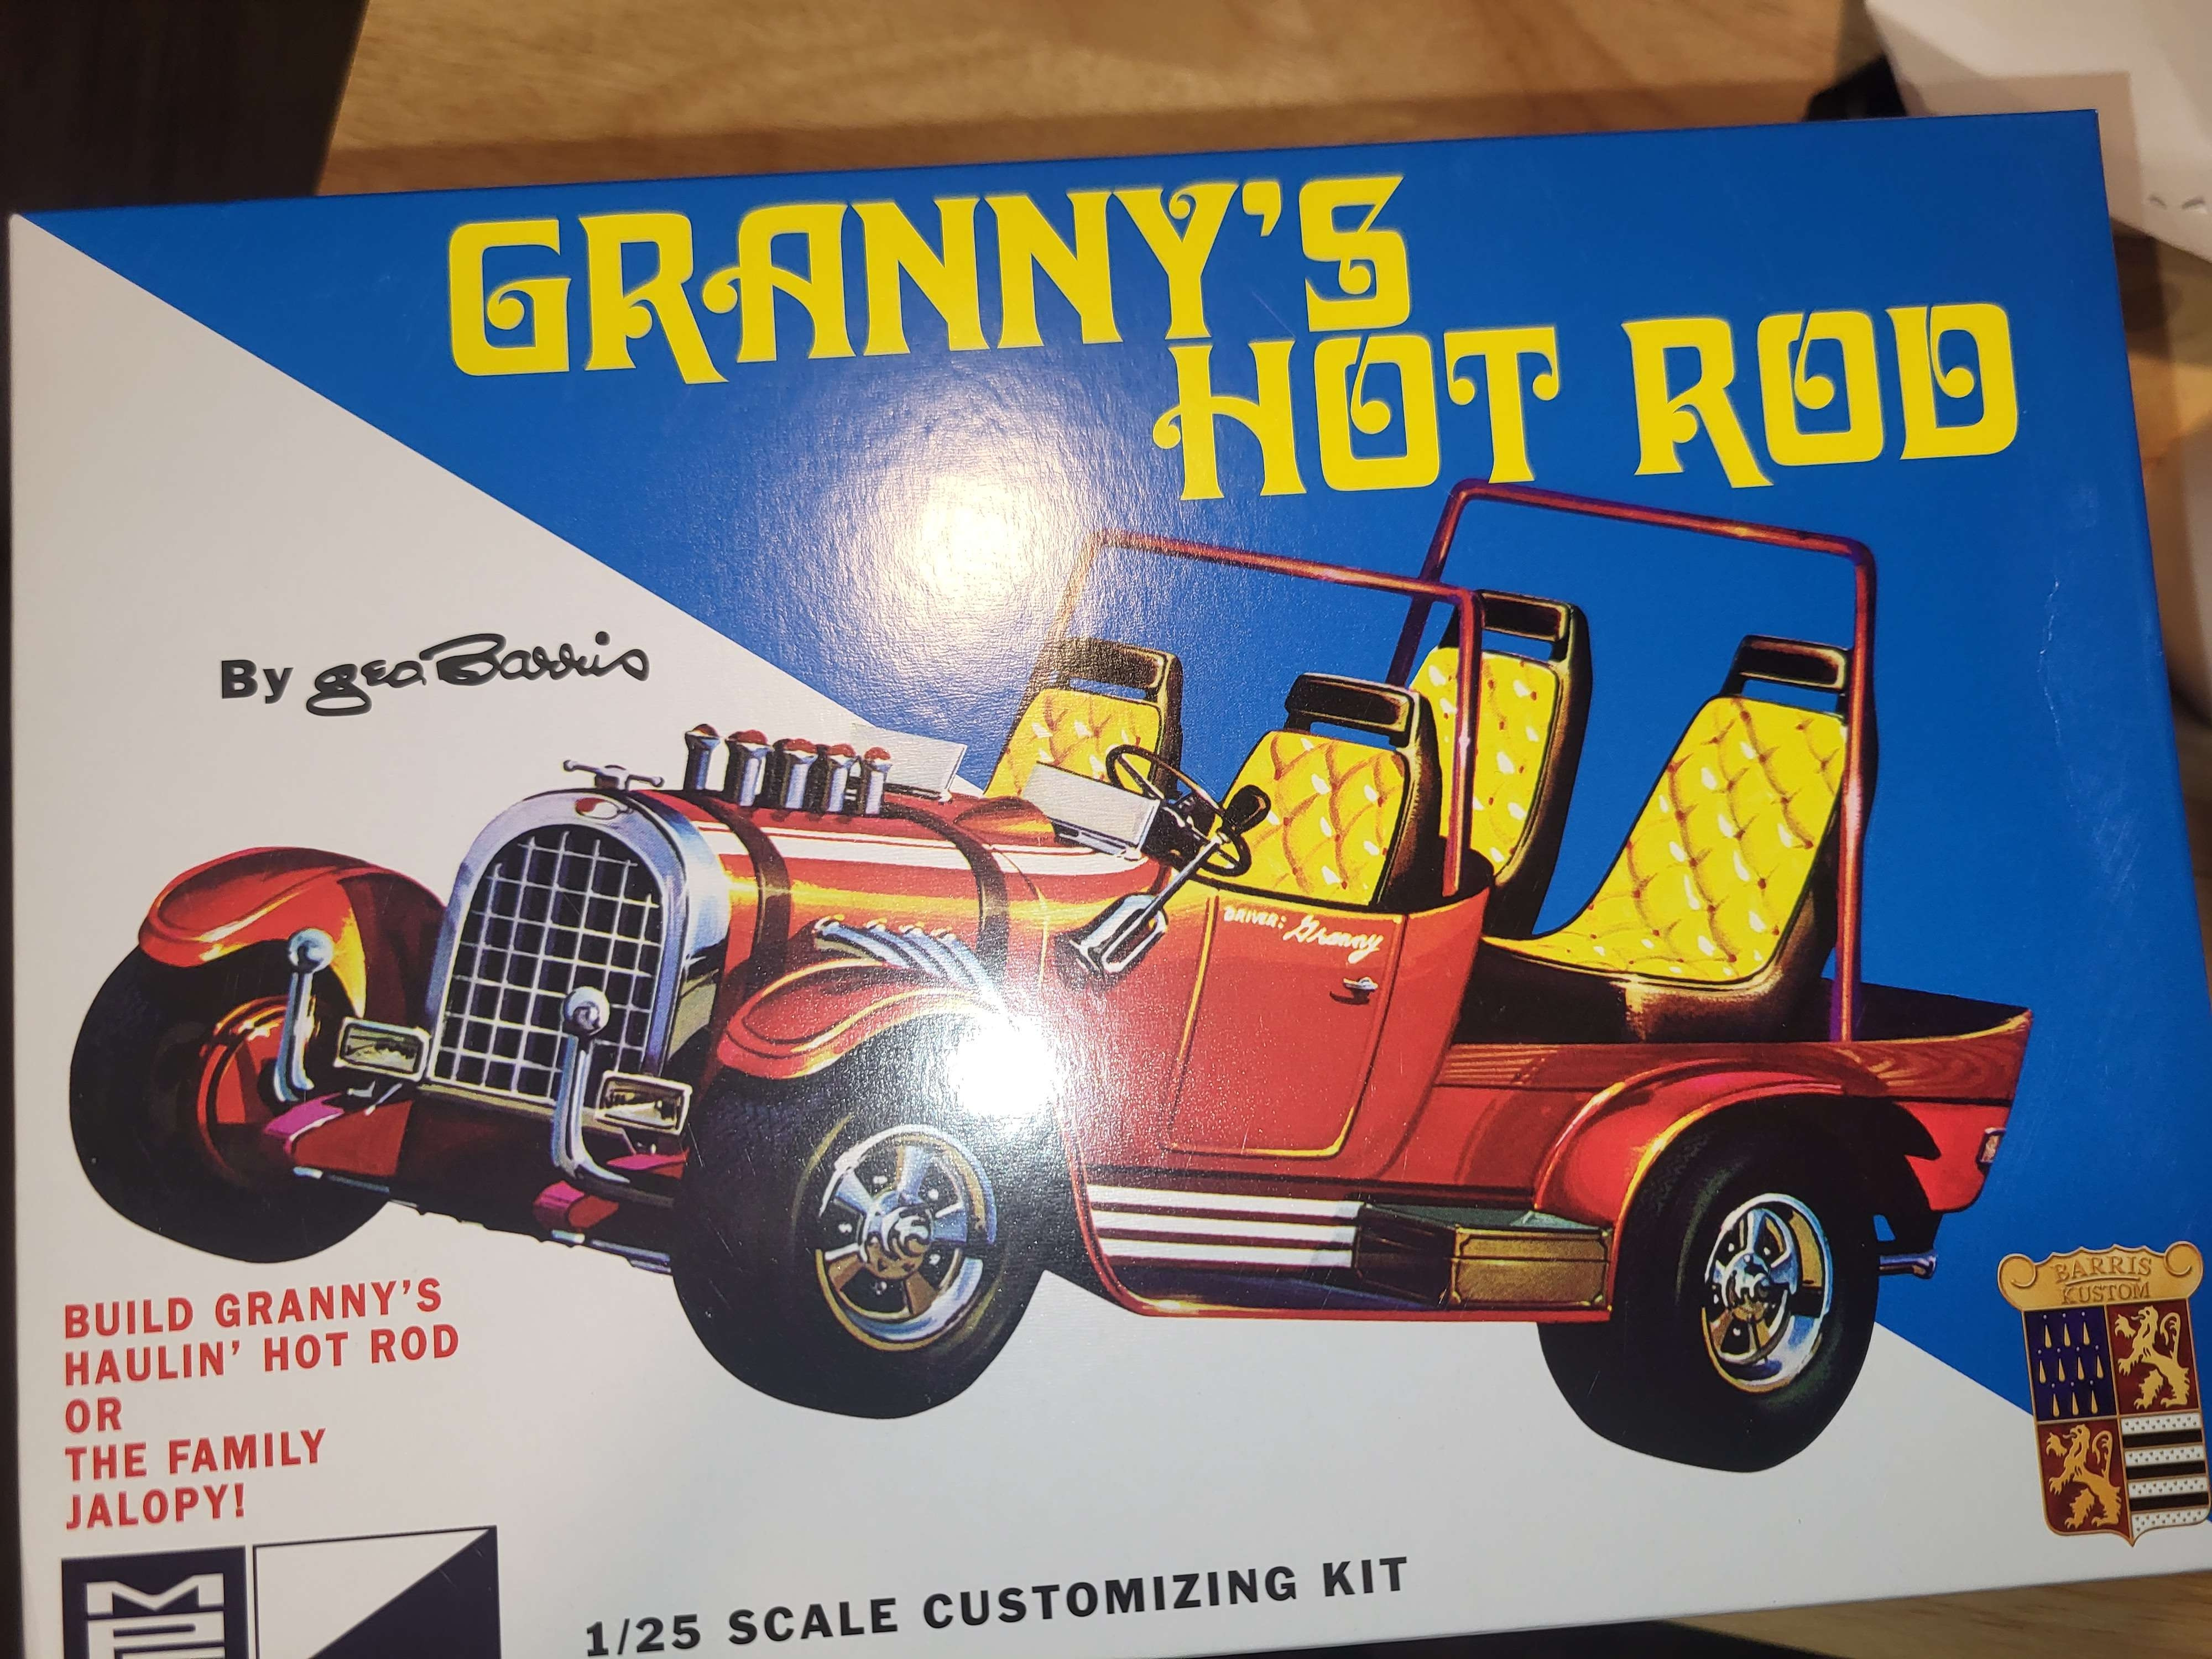 GRANNY'S
HOT ROD
By geo Barris
DRIVER: Granny
BUILD GRANNY'S
HAULIN' HOT ROD
OR
THE FAMILY
JALOPY!
BARRIS
KUSTOM
MPC
1/25 SCALE CUSTOMIZING KIT